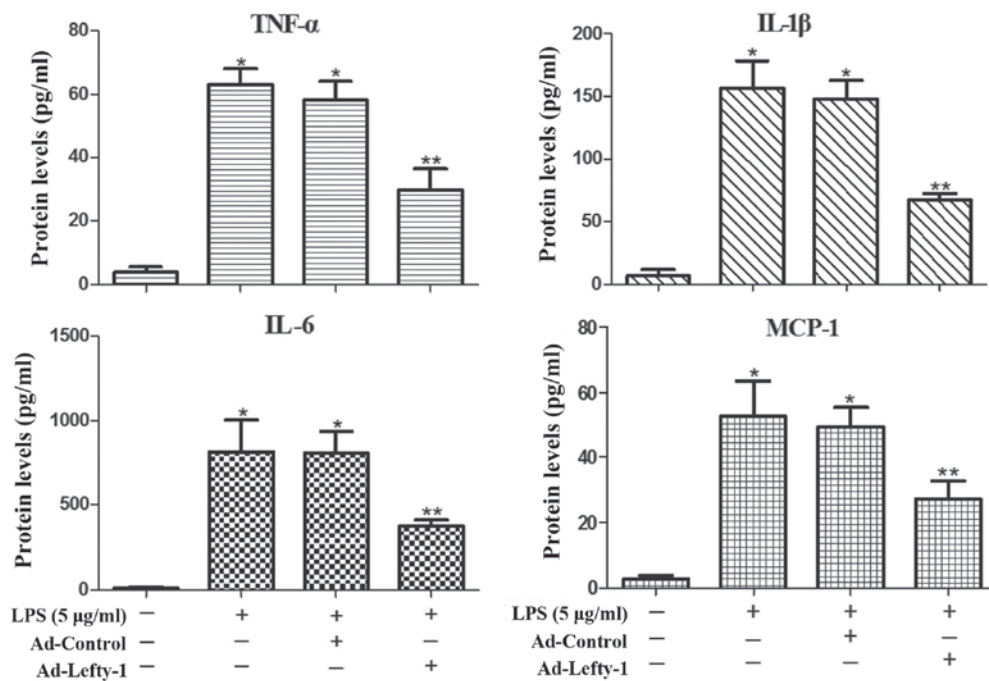 TNF-α
Protein levels (pg/ml)
80
60
40
20
0
*
*
**
IL-1β
Protein levels (pg/ml)
200
150
100
50
0
*
*
**
IL-6
Protein levels (pg/ml)
1500
1000
500
0
*
*
**
LPS (5 μg/ml) – + + +
Ad-Control – – + –
Ad-Lefty-1 – – – +
MCP-1
Protein levels (pg/ml)
80
60
40
20
0
*
*
**
LPS (5 μg/ml) – + + +
Ad-Control – – + –
Ad-Lefty-1 – – – +